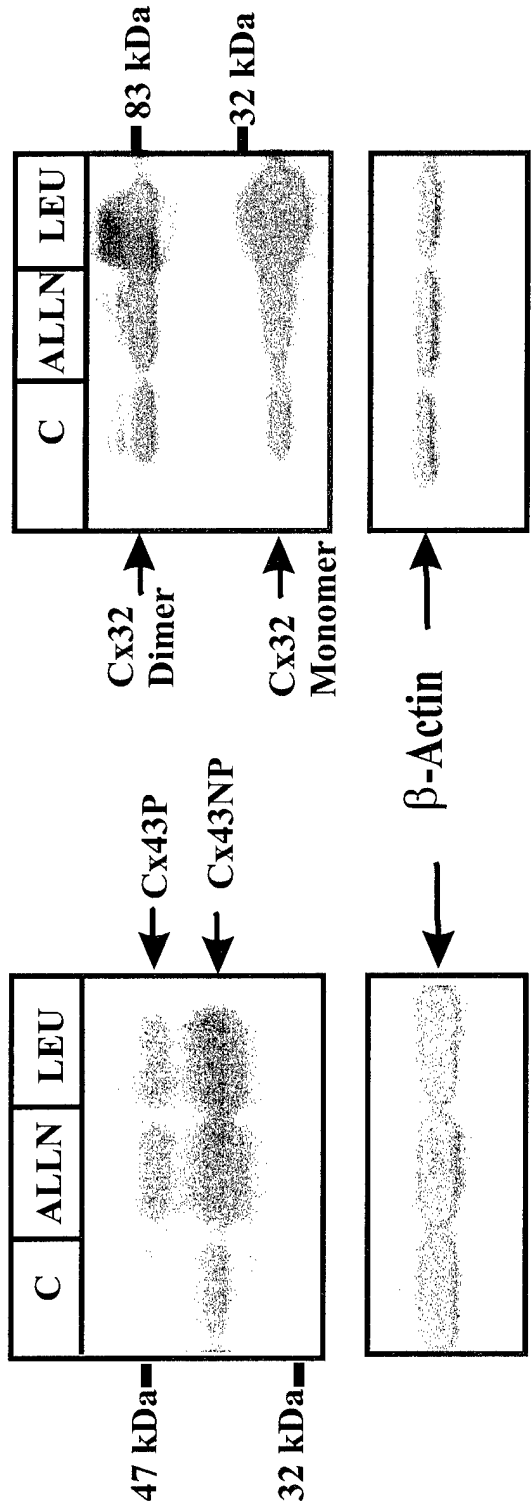 C ALLN LEU
47 kDa
32 kDa
Cx43P
Cx43NP
C ALLN LEU
83 kDa
32 kDa
Cx32
Dimer
Cx32
Monomer
β-Actin